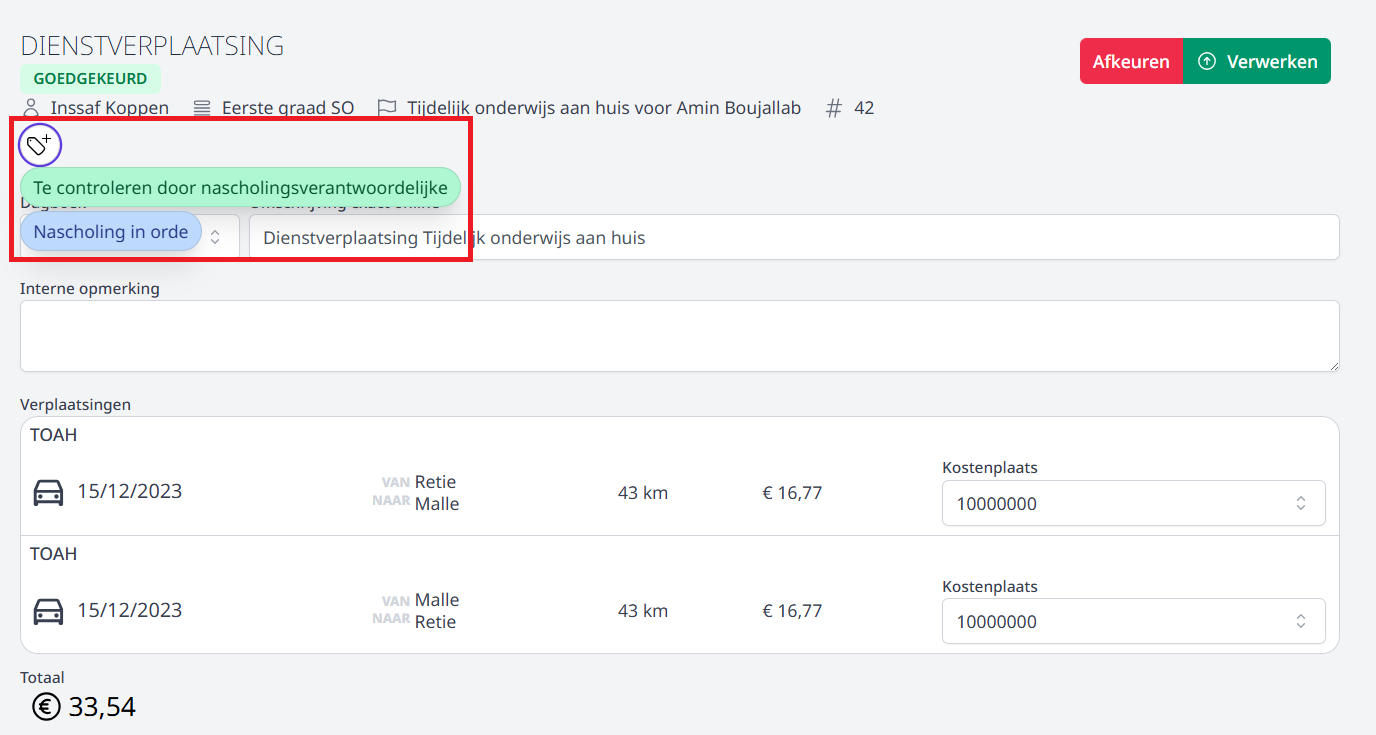 DIENSTVERPLAATSING
Afkeuren Verwerken
GOEDGEKEURD
Inssaf Koppen Eerste graad SO Tijdelijk onderwijs aan huis voor Amin Boujallab # 42
Te controleren door nascholingsverantwoordelijke
Nascholing in orde
Dienstverplaatsing Tijdelijk onderwijs aan huis
Interne opmerking
Verplaatsingen
TOAH
Kostenplaats
15/12/2023 VAN Retie 43 km € 16,77 10000000
NAAR Malle
TOAH
Kostenplaats
15/12/2023 VAN Malle 43 km € 16,77 10000000
NAAR Retie
Totaal
€ 33,54